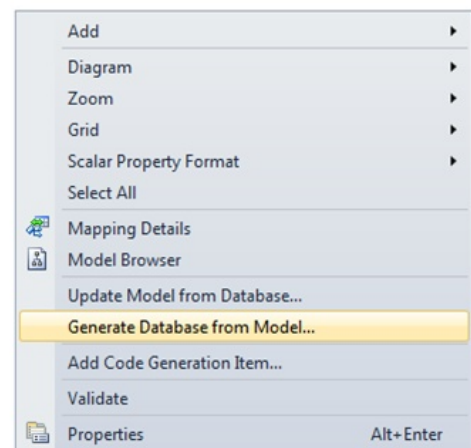 Add
Diagram
Zoom
Grid
Scalar Property Format
Select All
Mapping Details
Model Browser
Update Model from Database...
Generate Database from Model...
Add Code Generation Item...
Validate
Properties Alt+Enter